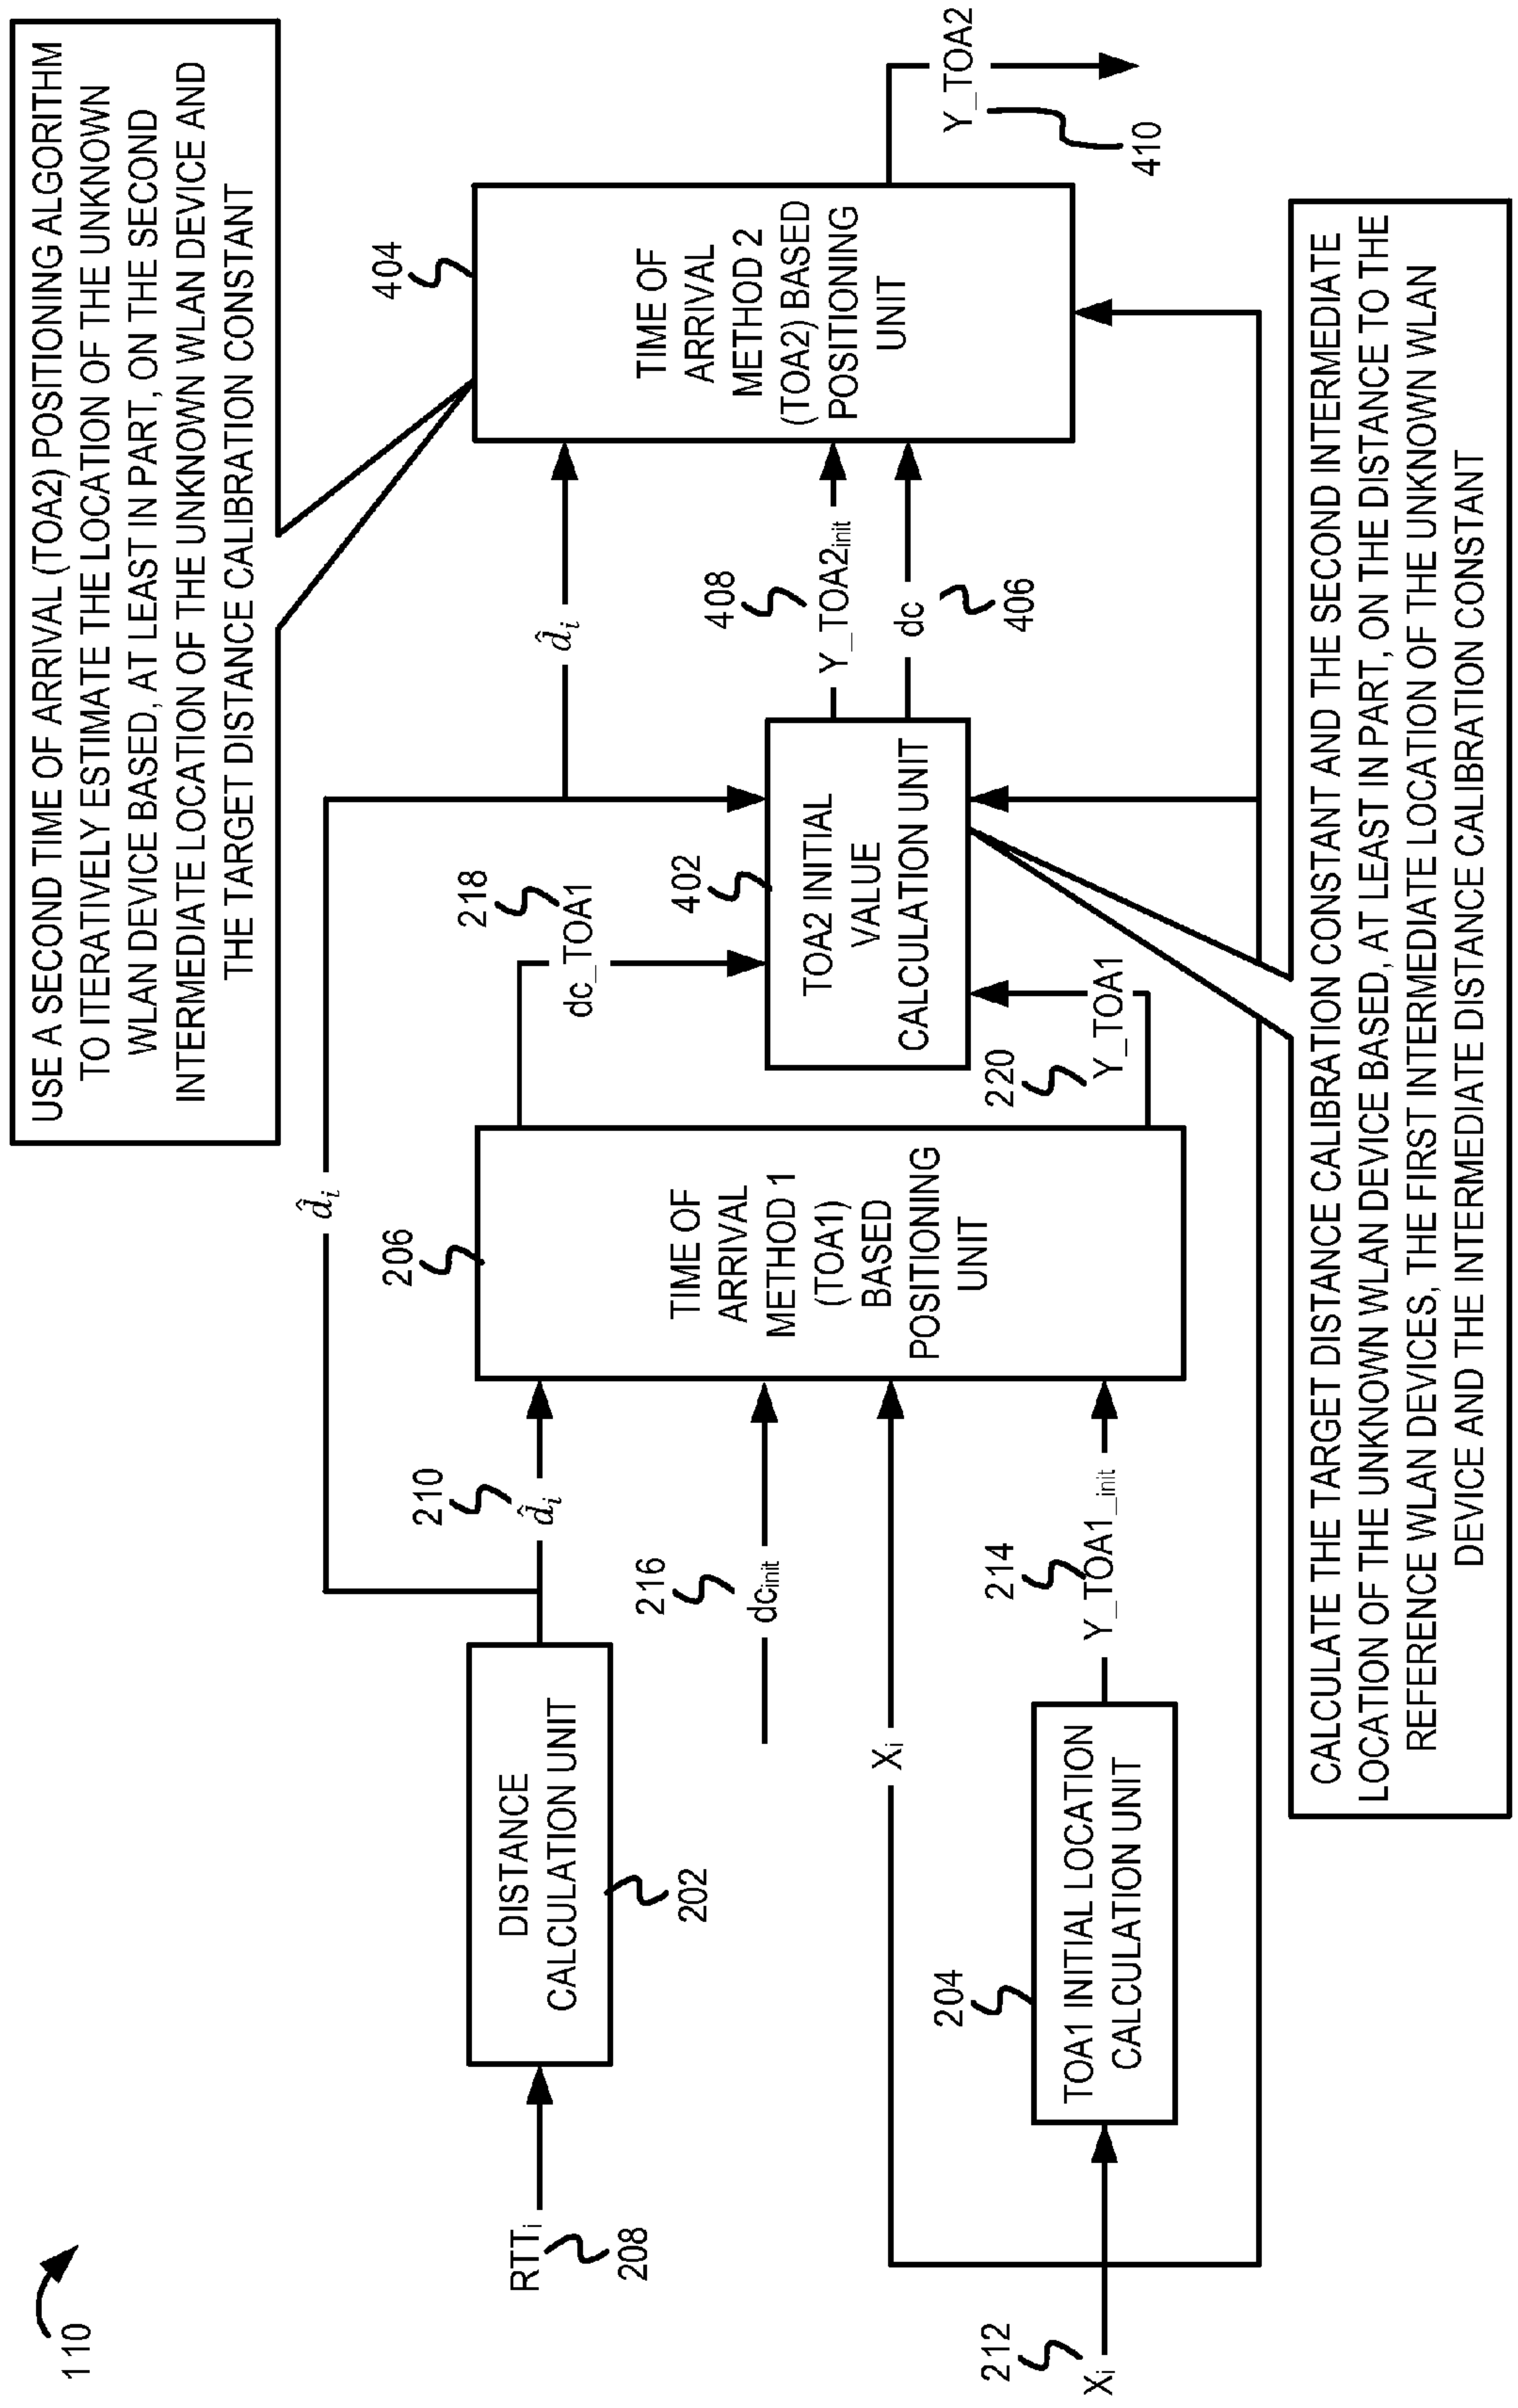 110
USE A SECOND TIME OF ARRIVAL (TOA2) POSITIONING ALGORITHM
TO ITERATIVELY ESTIMATE THE LOCATION OF THE UNKNOWN
WLAN DEVICE BASED, AT LEAST IN PART, ON THE SECOND
INTERMEDIATE LOCATION OF THE UNKNOWN WLAN DEVICE AND
THE TARGET DISTANCE CALIBRATION CONSTANT
d̂i
RTTi
208
DISTANCE
CALCULATION UNIT
202
210
d̂i
216
dcinit
Xi
212
Xi
204
TOA1 INITIAL LOCATION
CALCULATION UNIT
214
Y_TOA1_init
206
TIME OF
ARRIVAL
METHOD 1
(TOA1)
BASED
POSITIONING
UNIT
218
dc_TOA1
220
Y_TOA1
402
TOA2 INITIAL
VALUE
CALCULATION UNIT
d̂i
408
Y_TOA2init
dc
406
404
TIME OF
ARRIVAL
METHOD 2
(TOA2) BASED
POSITIONING
UNIT
Y_TOA2
410
CALCULATE THE TARGET DISTANCE CALIBRATION CONSTANT AND THE SECOND INTERMEDIATE
LOCATION OF THE UNKNOWN WLAN DEVICE BASED, AT LEAST IN PART, ON THE DISTANCE TO THE
REFERENCE WLAN DEVICES, THE FIRST INTERMEDIATE LOCATION OF THE UNKNOWN WLAN
DEVICE AND THE INTERMEDIATE DISTANCE CALIBRATION CONSTANT